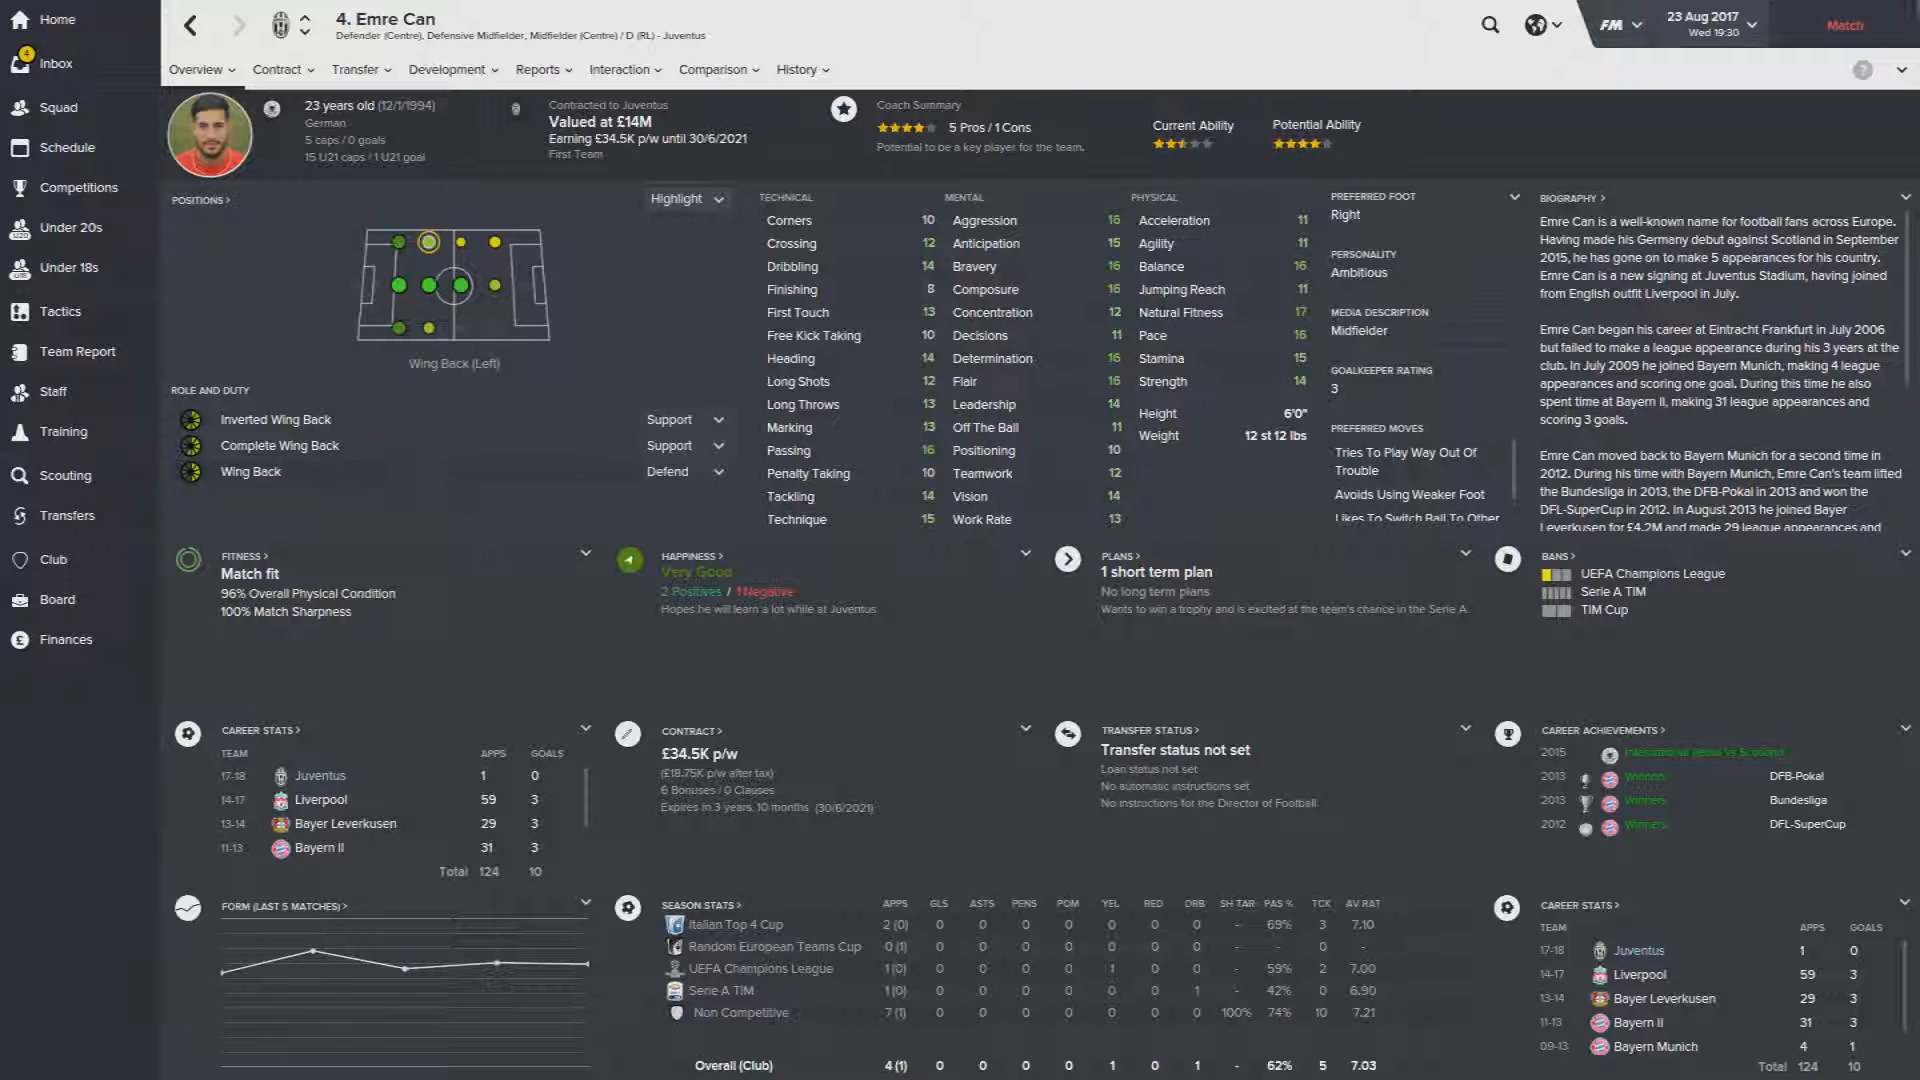 Home
4
Inbox
Squad
Schedule
Competitions
Under 20s
Under 18s
Tactics
Team Report
Staff
Training
Scouting
Transfers
Club
Board
Finances
4. Emre Can
Defender (Centre), Defensive Midfielder, Midfielder (Centre) / D (RL) - Juventus
FM
23 Aug 2017
Wed 19:30
Match
Overview
Contract
Transfer
Development
Reports
Interaction
Comparison
History
?
23 years old (12/1/1994)
German
5 caps / 0 goals
15 U21 caps / 1 U21 goal
Contracted to Juventus
Valued at £14M
Earning £34.5K p/w until 30/6/2021
First Team
Coach Summary
5 Pros / 1 Cons
Potential to be a key player for the team.
Current Ability
Potential Ability
POSITIONS >
Highlight
Wing Back (Left)
ROLE AND DUTY
Inverted Wing Back Support
Complete Wing Back Support
Wing Back Defend
TECHNICAL
Corners 10
Crossing 12
Dribbling 14
Finishing 8
First Touch 13
Free Kick Taking 10
Heading 14
Long Shots 12
Long Throws 13
Marking 13
Passing 16
Penalty Taking 10
Tackling 14
Technique 15
MENTAL
Aggression 16
Anticipation 15
Bravery 16
Composure 16
Concentration 12
Decisions 11
Determination 16
Flair 16
Leadership 14
Off The Ball 11
Positioning 10
Teamwork 12
Vision 14
Work Rate 13
PHYSICAL
Acceleration 11
Agility 11
Balance 16
Jumping Reach 11
Natural Fitness 17
Pace 16
Stamina 15
Strength 14
Height 6'0"
Weight 12 st 12 lbs
PREFERRED FOOT
Right
PERSONALITY
Ambitious
MEDIA DESCRIPTION
Midfielder
GOALKEEPER RATING
3
PREFERRED MOVES
Tries To Play Way Out Of
Trouble
Avoids Using Weaker Foot
Likes To Switch Ball To Other
BIOGRAPHY >
Emre Can is a well-known name for football fans across Europe.
Having made his Germany debut against Scotland in September
2015, he has gone on to make 5 appearances for his country.
Emre Can is a new signing at Juventus Stadium, having joined
from English outfit Liverpool in July.
Emre Can began his career at Eintracht Frankfurt in July 2006
but failed to make a league appearance during his 3 years at the
club. In July 2009 he joined Bayern Munich, making 4 league
appearances and scoring one goal. During this time he also
spent time at Bayern II, making 31 league appearances and
scoring 3 goals.
Emre Can moved back to Bayern Munich for a second time in
2012. During his time with Bayern Munich, Emre Can's team lifted
the Bundesliga in 2013, the DFB-Pokal in 2013 and won the
DFL-SuperCup in 2012. In August 2013 he joined Bayer
Leverkusen for £4.2M and made 29 league appearances and
FITNESS >
Match fit
96% Overall Physical Condition
100% Match Sharpness
HAPPINESS >
Very Good
2 Positives / 1 Negative
Hopes he will learn a lot while at Juventus
PLANS >
1 short term plan
No long term plans
Wants to win a trophy and is excited at the team's chance in the Serie A.
BANS >
UEFA Champions League
Serie A TIM
TIM Cup
CAREER STATS >
TEAM APPS GOALS
17-18 Juventus 1 0
14-17 Liverpool 59 3
13-14 Bayer Leverkusen 29 3
11-13 Bayern II 31 3
Total 124 10
CONTRACT >
£34.5K p/w
(£18.75K p/w after tax)
6 Bonuses / 0 Clauses
Expires in 3 years, 10 months (30/6/2021)
TRANSFER STATUS >
Transfer status not set
Loan status not set
No automatic instructions set
No instructions for the Director of Football
CAREER ACHIEVEMENTS >
2015 International debut vs Scotland
2013 Winners DFB-Pokal
2013 Winners Bundesliga
2012 Winners DFL-SuperCup
FORM (LAST 5 MATCHES) >
SEASON STATS > APPS GLS ASTS PENS POM YEL RED DRB SH TAR PAS % TCK AV RAT
Italian Top 4 Cup 2 (0) 0 0 0 0 0 0 0 - 69% 3 7.10
Random European Teams Cup 0 (1) 0 0 0 0 0 0 0 - - 0 -
UEFA Champions League 1 (0) 0 0 0 0 1 0 0 - 59% 2 7.00
Serie A TIM 1 (0) 0 0 0 0 0 0 1 - 42% 0 6.90
Non Competitive 7 (1) 0 0 0 0 0 0 0 100% 74% 10 7.21
Overall (Club) 4 (1) 0 0 0 0 1 0 1 - 62% 5 7.03
CAREER STATS >
TEAM APPS GOALS
17-18 Juventus 1 0
14-17 Liverpool 59 3
13-14 Bayer Leverkusen 29 3
11-13 Bayern II 31 3
09-13 Bayern Munich 4 1
Total 124 10